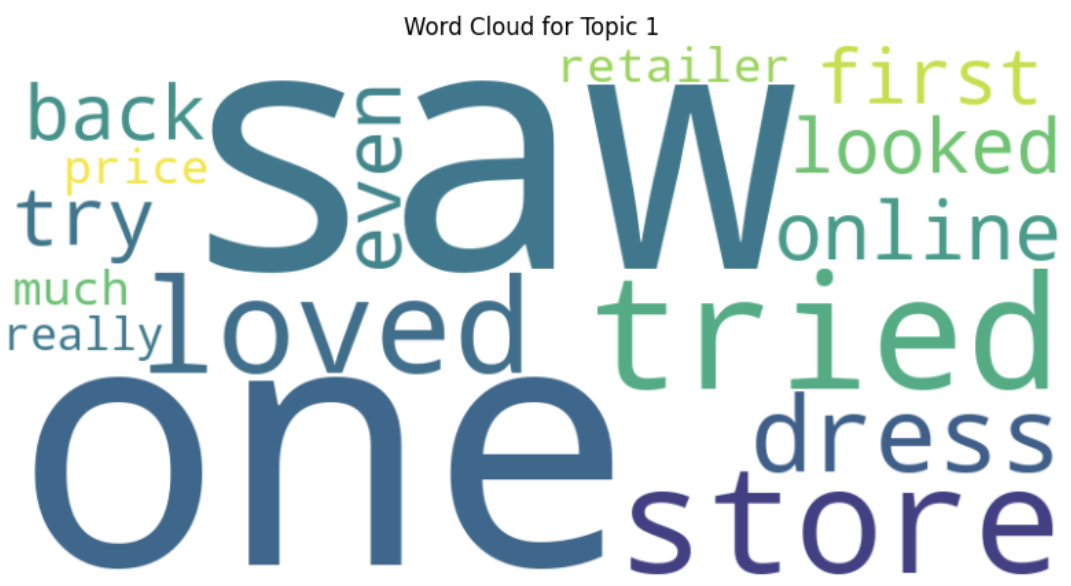 Word Cloud for Topic 1
retailer
first
back
saw
even
looked
price
try
online
much
loved
tried
really
one
dress
store